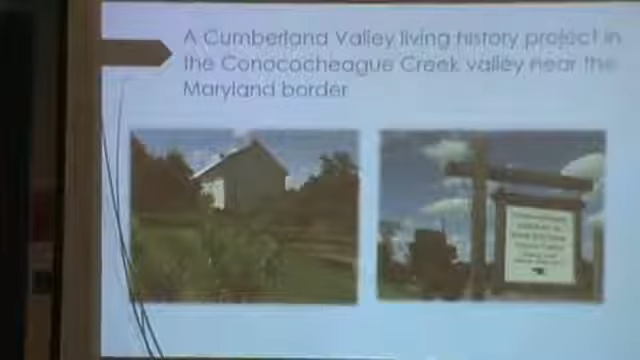 A Cumberland Valley living history project in
the Conococheague Creek valley near the
Maryland border